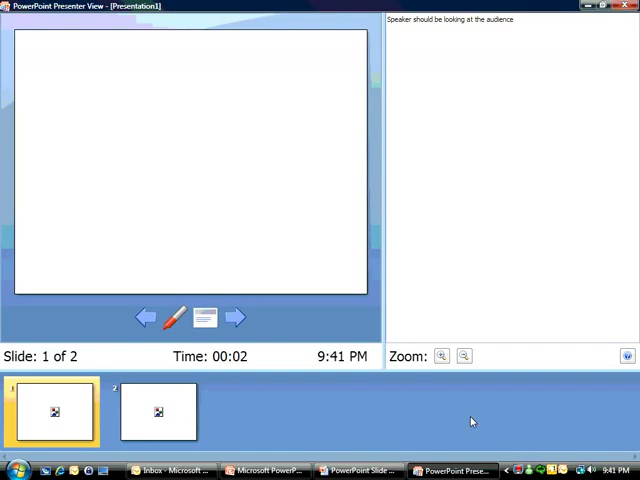 PowerPoint Presenter View - [Presentation1]
Speaker should be looking at the audience
Slide: 1 of 2
Time: 00:02
9:41 PM
Zoom:
1
2
Inbox - Microsoft ...
Microsoft PowerP...
PowerPoint Slide ...
PowerPoint Prese...
9:41 PM